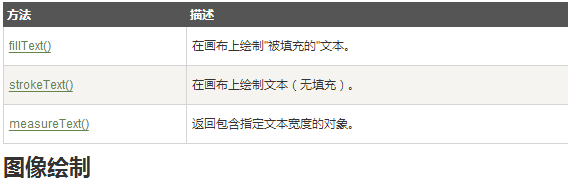 方法 描述
fillText() 在画布上绘制"被填充的"文本。
strokeText() 在画布上绘制文本（无填充）。
measureText() 返回包含指定文本宽度的对象。
图像绘制